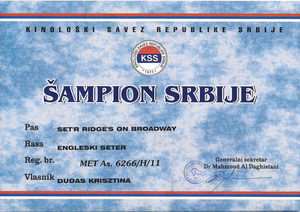 KINOLOŠKI SAVEZ REPUBLIKE SRBIJE
KSS
ŠAMPION SRBIJE
Pas SETR RIDGE'S ON BROADWAY
Rasa ENGLESKI SETER
Reg. br. MET As. 6266/H/11
Vlasnik DUDAS KRISZTINA
Generalni sekretar
Dr Mahmoud Al Daghistani